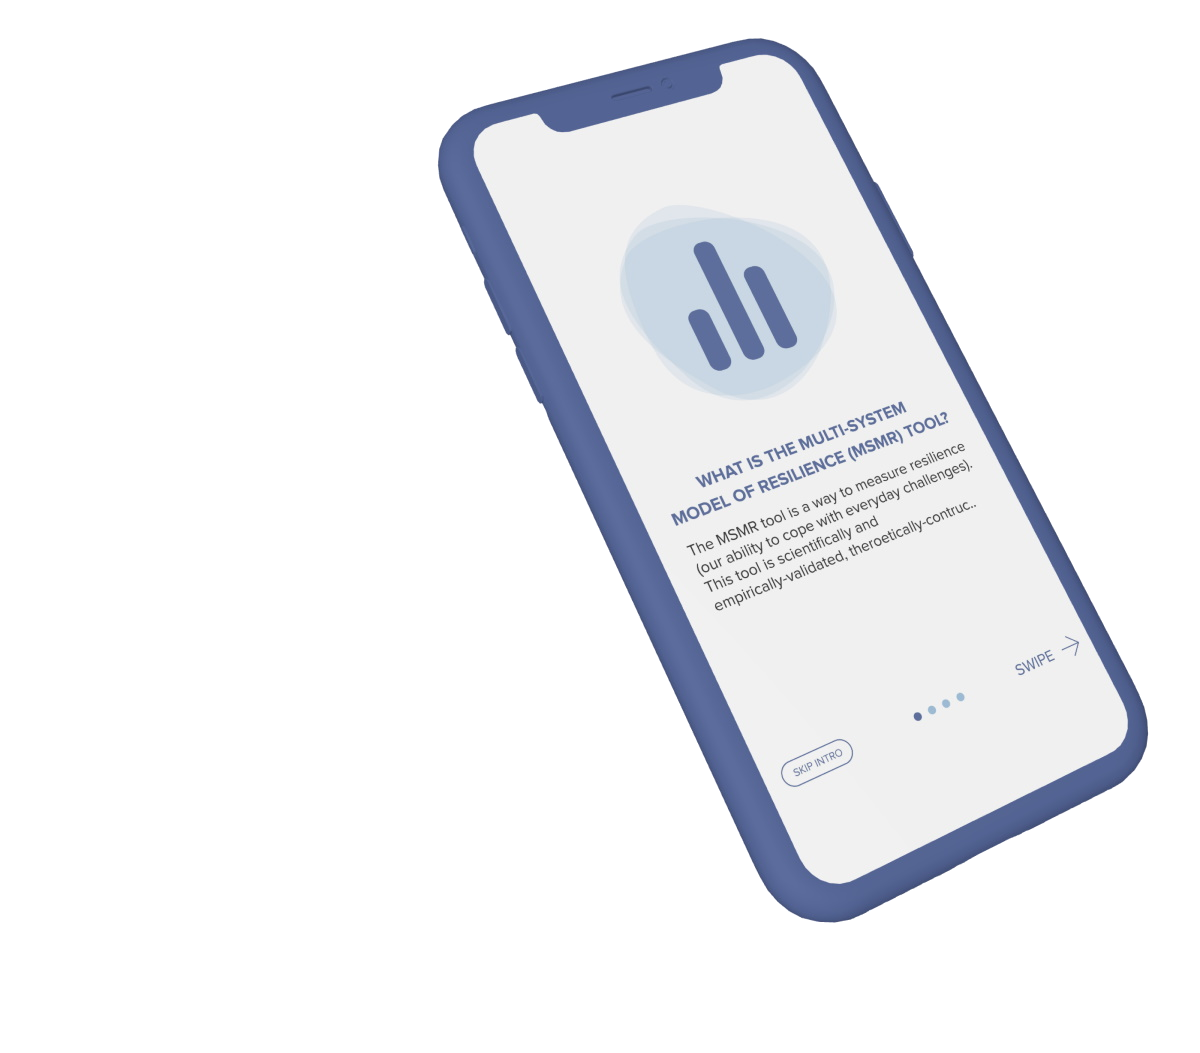 WHAT IS THE MULTI-SYSTEM
MODEL OF RESILIENCE (MSMR) TOOL?
The MSMR tool is a way to measure resilience
(our ability to cope with everyday challenges).
This tool is scientifically and
empirically-validated, theroetically-contruc..
SWIPE
SKIP INTRO